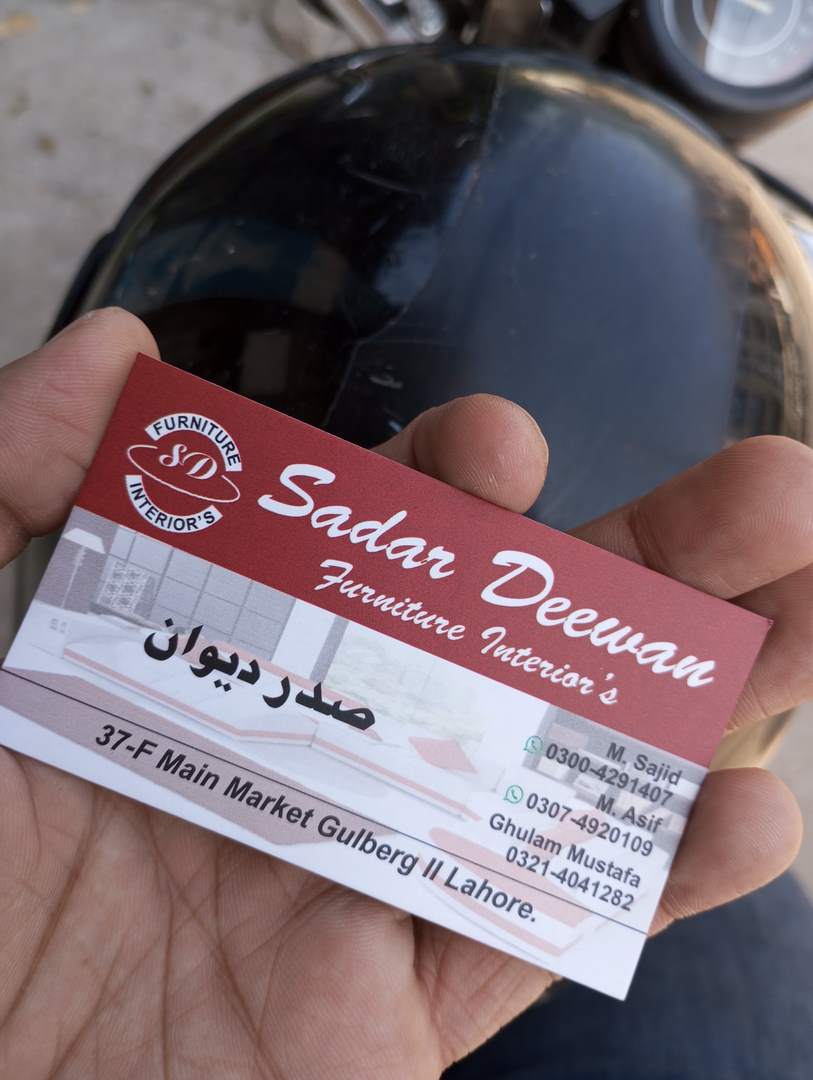 FURNITURE
SD
INTERIOR'S
Sadar Deewan
Furniture Interior's
صدر دیوان
M. Sajid
0300-4291407
M. Asif
0307-4920109
Ghulam Mustafa
0321-4041282
37-F Main Market Gulberg II Lahore.